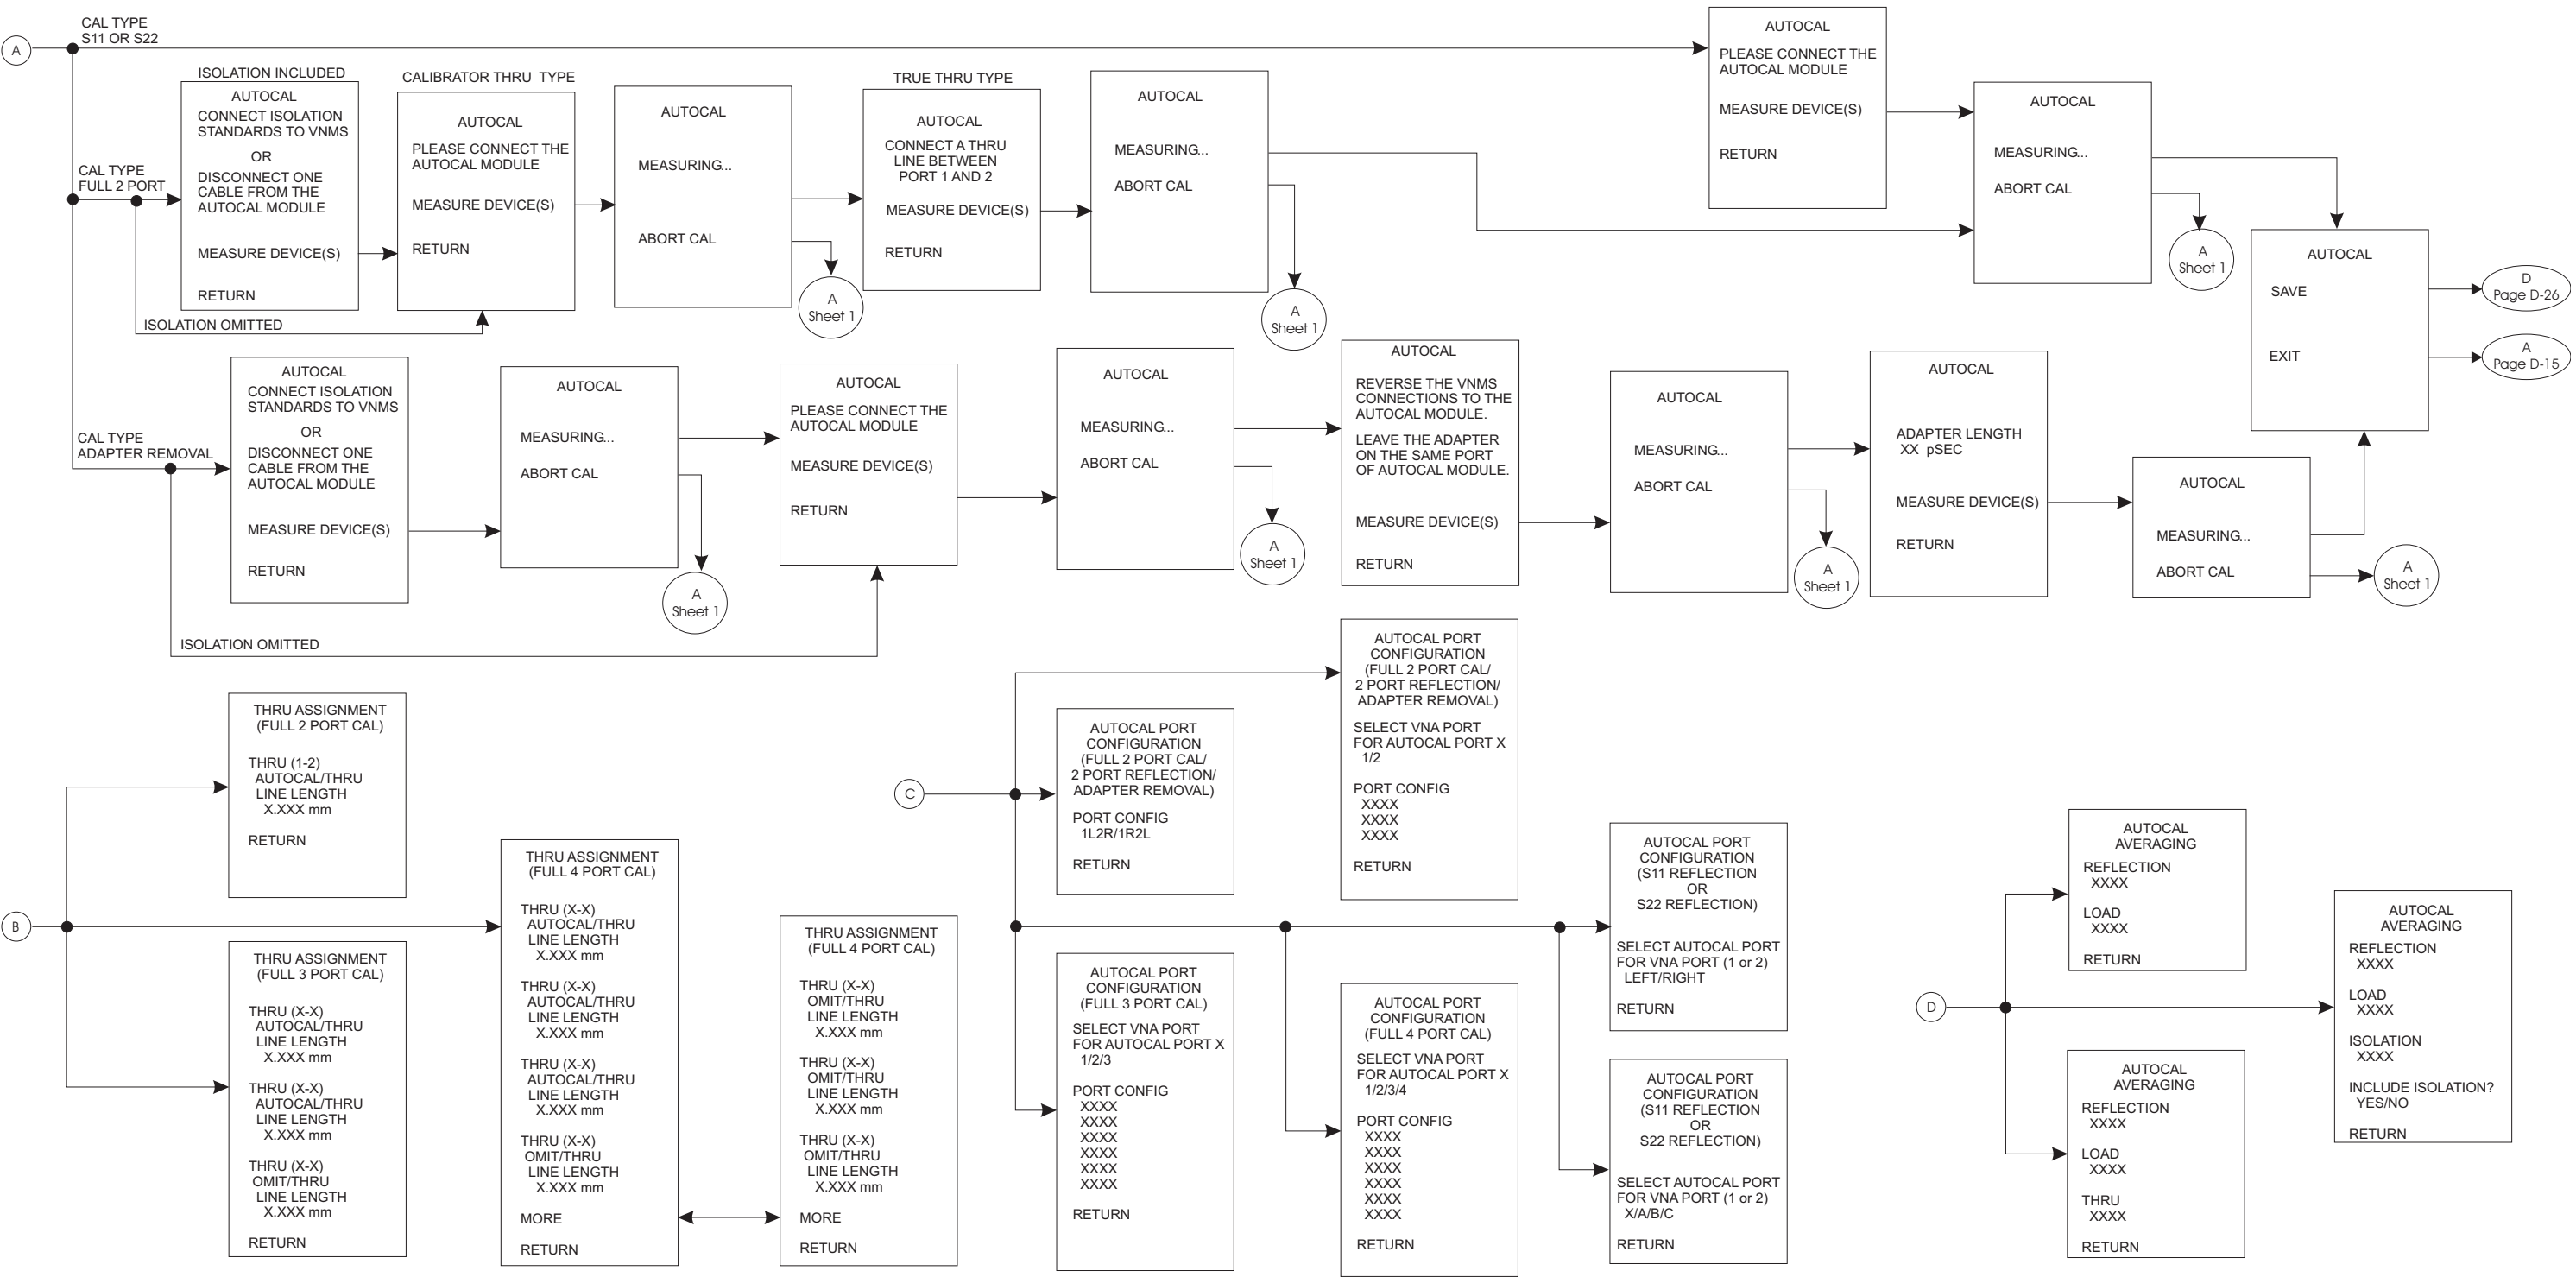 A
CAL TYPE
S11 OR S22
ISOLATION INCLUDED
AUTOCAL
CONNECT ISOLATION
STANDARDS TO VNMS
OR
DISCONNECT ONE
CABLE FROM THE
AUTOCAL MODULE
MEASURE DEVICE(S)
RETURN
CAL TYPE
FULL 2 PORT
ISOLATION OMITTED
CALIBRATOR THRU TYPE
AUTOCAL
PLEASE CONNECT THE
AUTOCAL MODULE
MEASURE DEVICE(S)
RETURN
AUTOCAL
MEASURING...
ABORT CAL
A
Sheet 1
TRUE THRU TYPE
AUTOCAL
CONNECT A THRU
LINE BETWEEN
PORT 1 AND 2
MEASURE DEVICE(S)
RETURN
AUTOCAL
MEASURING...
ABORT CAL
A
Sheet 1
AUTOCAL
PLEASE CONNECT THE
AUTOCAL MODULE
MEASURE DEVICE(S)
RETURN
AUTOCAL
MEASURING...
ABORT CAL
A
Sheet 1
AUTOCAL
SAVE
EXIT
D
Page D-26
A
Page D-15
CAL TYPE
ADAPTER REMOVAL
AUTOCAL
CONNECT ISOLATION
STANDARDS TO VNMS
OR
DISCONNECT ONE
CABLE FROM THE
AUTOCAL MODULE
MEASURE DEVICE(S)
RETURN
ISOLATION OMITTED
AUTOCAL
MEASURING...
ABORT CAL
A
Sheet 1
AUTOCAL
PLEASE CONNECT THE
AUTOCAL MODULE
MEASURE DEVICE(S)
RETURN
AUTOCAL
MEASURING...
ABORT CAL
A
Sheet 1
AUTOCAL
REVERSE THE VNMS
CONNECTIONS TO THE
AUTOCAL MODULE.
LEAVE THE ADAPTER
ON THE SAME PORT
OF AUTOCAL MODULE.
MEASURE DEVICE(S)
RETURN
AUTOCAL
MEASURING...
ABORT CAL
A
Sheet 1
AUTOCAL
ADAPTER LENGTH
XX pSEC
MEASURE DEVICE(S)
RETURN
AUTOCAL
MEASURING...
ABORT CAL
A
Sheet 1
B
THRU ASSIGNMENT
(FULL 2 PORT CAL)
THRU (1-2)
AUTOCAL/THRU
LINE LENGTH
X.XXX mm
RETURN
THRU ASSIGNMENT
(FULL 3 PORT CAL)
THRU (X-X)
AUTOCAL/THRU
LINE LENGTH
X.XXX mm
THRU (X-X)
AUTOCAL/THRU
LINE LENGTH
X.XXX mm
THRU (X-X)
OMIT/THRU
LINE LENGTH
X.XXX mm
RETURN
THRU ASSIGNMENT
(FULL 4 PORT CAL)
THRU (X-X)
AUTOCAL/THRU
LINE LENGTH
X.XXX mm
THRU (X-X)
AUTOCAL/THRU
LINE LENGTH
X.XXX mm
THRU (X-X)
AUTOCAL/THRU
LINE LENGTH
X.XXX mm
THRU (X-X)
OMIT/THRU
LINE LENGTH
X.XXX mm
MORE
RETURN
THRU ASSIGNMENT
(FULL 4 PORT CAL)
THRU (X-X)
OMIT/THRU
LINE LENGTH
X.XXX mm
THRU (X-X)
OMIT/THRU
LINE LENGTH
X.XXX mm
THRU (X-X)
OMIT/THRU
LINE LENGTH
X.XXX mm
MORE
RETURN
C
AUTOCAL PORT
CONFIGURATION
(FULL 2 PORT CAL/
2 PORT REFLECTION/
ADAPTER REMOVAL)
PORT CONFIG
1L2R/1R2L
RETURN
AUTOCAL PORT
CONFIGURATION
(FULL 2 PORT CAL/
2 PORT REFLECTION/
ADAPTER REMOVAL)
SELECT VNA PORT
FOR AUTOCAL PORT X
1/2
PORT CONFIG
XXXX
XXXX
XXXX
RETURN
AUTOCAL PORT
CONFIGURATION
(FULL 3 PORT CAL)
SELECT VNA PORT
FOR AUTOCAL PORT X
1/2/3
PORT CONFIG
XXXX
XXXX
XXXX
XXXX
XXXX
XXXX
RETURN
AUTOCAL PORT
CONFIGURATION
(FULL 4 PORT CAL)
SELECT VNA PORT
FOR AUTOCAL PORT X
1/2/3/4
PORT CONFIG
XXXX
XXXX
XXXX
XXXX
XXXX
XXXX
RETURN
AUTOCAL PORT
CONFIGURATION
(S11 REFLECTION
OR
S22 REFLECTION)
SELECT AUTOCAL PORT
FOR VNA PORT (1 or 2)
LEFT/RIGHT
RETURN
AUTOCAL PORT
CONFIGURATION
(S11 REFLECTION
OR
S22 REFLECTION)
SELECT AUTOCAL PORT
FOR VNA PORT (1 or 2)
X/A/B/C
RETURN
D
AUTOCAL
AVERAGING
REFLECTION
XXXX
LOAD
XXXX
RETURN
AUTOCAL
AVERAGING
REFLECTION
XXXX
LOAD
XXXX
THRU
XXXX
RETURN
AUTOCAL
AVERAGING
REFLECTION
XXXX
LOAD
XXXX
ISOLATION
XXXX
INCLUDE ISOLATION?
YES/NO
RETURN